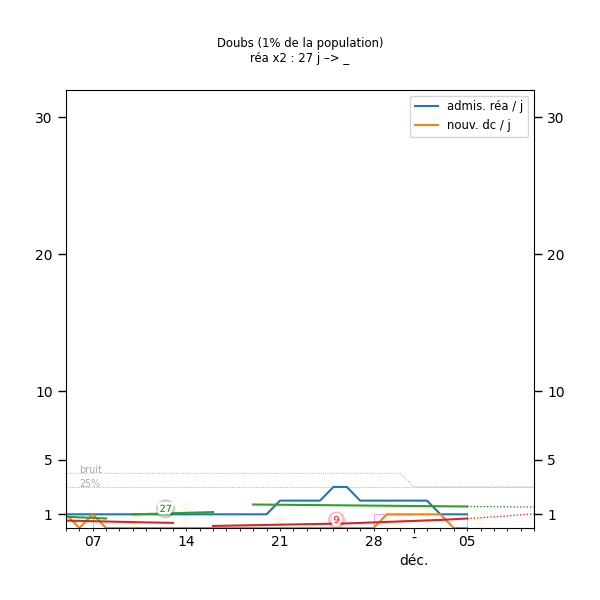 Doubs (1% de la population)
réa x2 : 27 j –> _
admis. réa / j
nouv. dc / j
30 30
20 20
10 10
5 5
bruit
25%
27
9
1 1
07 14 21 28 - 05
déc.